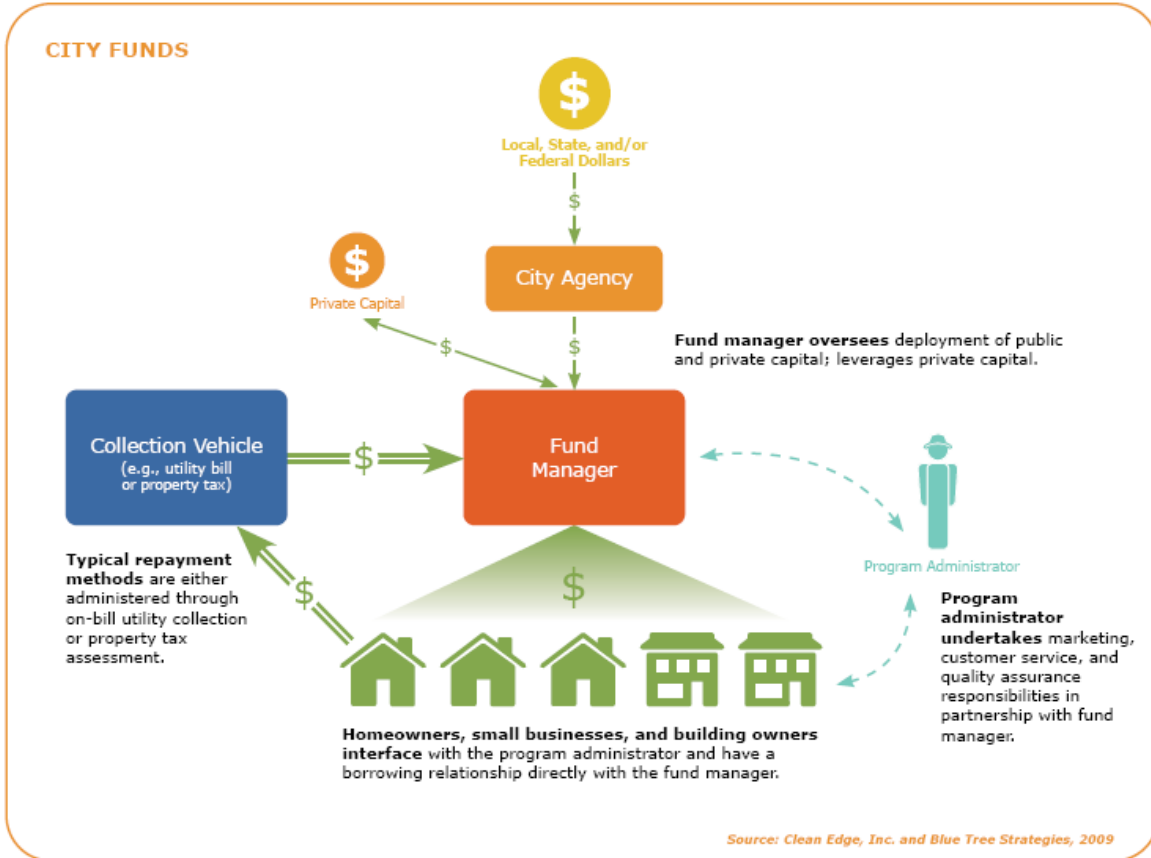 CITY FUNDS
$
Local, State, and/or
Federal Dollars
$
$
Private Capital
City Agency
$
$
Fund manager oversees deployment of public
and private capital; leverages private capital.
Collection Vehicle
(e.g., utility bill
or property tax)
$
Fund
Manager
Program Administrator
Typical repayment
methods are either
administered through
on-bill utility collection
or property tax
assessment.
$
$
Program
administrator
undertakes marketing,
customer service, and
quality assurance
responsibilities in
partnership with fund
manager.
Homeowners, small businesses, and building owners
interface with the program administrator and have a
borrowing relationship directly with the fund manager.
Source: Clean Edge, Inc. and Blue Tree Strategies, 2009